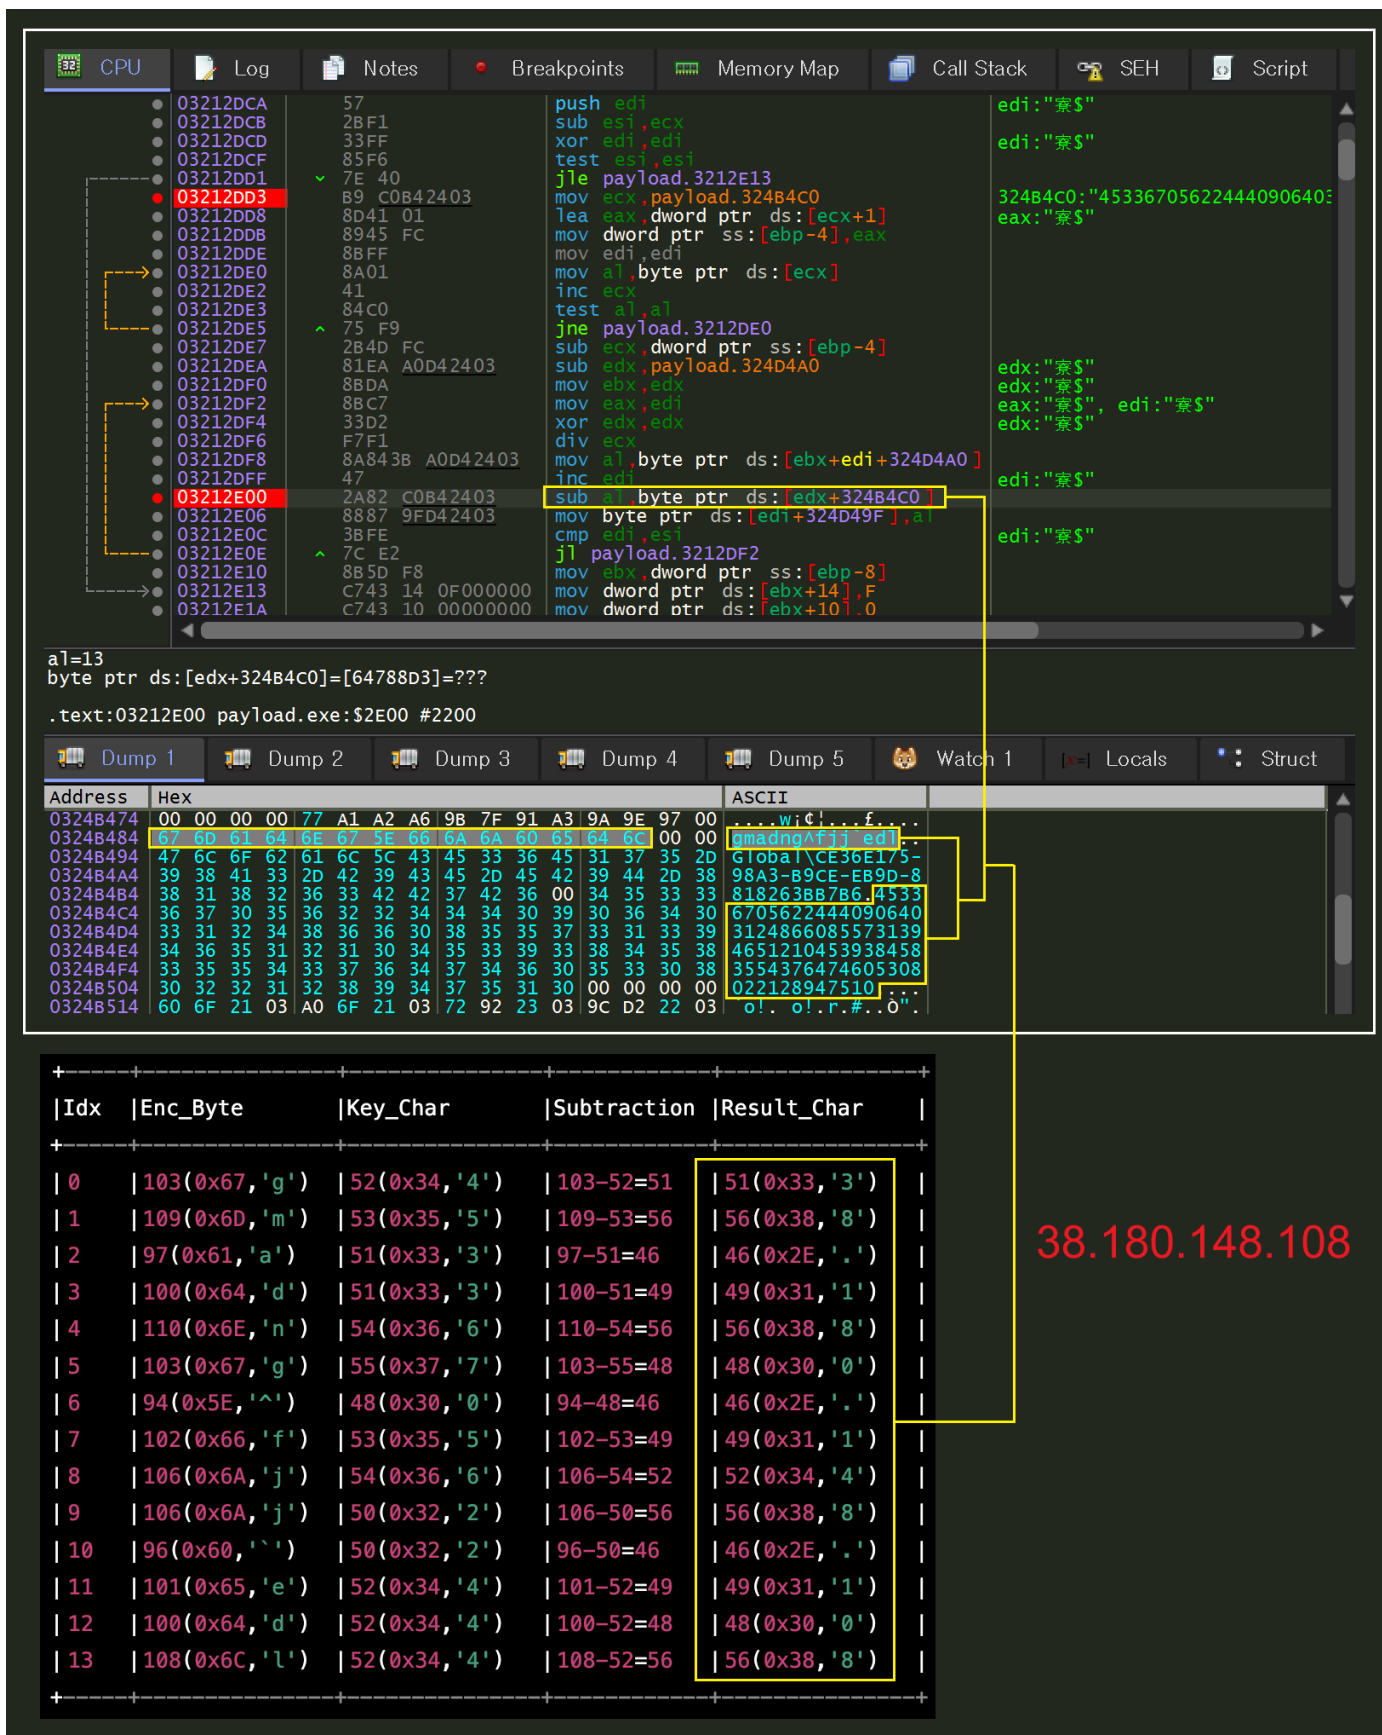 CPU Log Notes Breakpoints Memory Map Call Stack SEH Script
03212DCA 57 push edi edi:"寮$"
03212DCB 2BF1 sub esi,ecx
03212DCD 33FF xor edi,edi edi:"寮$"
03212DCF 85F6 test esi,esi
03212DD1 7E 40 jle payload.3212E13
03212DD3 B9 C0B42403 mov ecx,payload.324B4C0 324B4C0:"453367056224440906403
03212DD8 8D41 01 lea eax,dword ptr ds:[ecx+1] eax:"寮$"
03212DDB 8945 FC mov dword ptr ss:[ebp-4],eax
03212DDE 8BFF mov edi,edi
03212DE0 8A01 mov al,byte ptr ds:[ecx]
03212DE2 41 inc ecx
03212DE3 84C0 test al,al
03212DE5 75 F9 jne payload.3212DE0
03212DE7 2B4D FC sub ecx,dword ptr ss:[ebp-4]
03212DEA 81EA A0D42403 sub edx,payload.324D4A0 edx:"寮$"
03212DF0 8BDA mov ebx,edx edx:"寮$"
03212DF2 8BC7 mov eax,edi eax:"寮$", edi:"寮$"
03212DF4 33D2 xor edx,edx edx:"寮$"
03212DF6 F7F1 div ecx
03212DF8 8A843B A0D42403 mov al,byte ptr ds:[ebx+edi+324D4A0]
03212DFF 47 inc edi edi:"寮$"
03212E00 2A82 C0B42403 sub al,byte ptr ds:[edx+324B4C0]
03212E06 8887 9FD42403 mov byte ptr ds:[edi+324D49F],al
03212E0C 3BFE cmp edi,esi edi:"寮$"
03212E0E 7C E2 jl payload.3212DF2
03212E10 8B5D F8 mov ebx,dword ptr ss:[ebp-8]
03212E13 C743 14 0F000000 mov dword ptr ds:[ebx+14],F
03212E1A C743 10 00000000 mov dword ptr ds:[ebx+10],0
al=13
byte ptr ds:[edx+324B4C0]=[64788D3]=???
.text:03212E00 payload.exe:$2E00 #2200
Dump 1 Dump 2 Dump 3 Dump 4 Dump 5 Watch 1 [x=] Locals Struct
Address Hex ASCII
0324B474 00 00 00 00 77 A1 A2 A6 9B 7F 91 A3 9A 9E 97 00 ....w¡¢¦...£....
0324B484 67 6D 61 64 6E 67 5E 66 6A 6A 60 65 64 6C 00 00 gmadng^fjj`edl..
0324B494 47 6C 6F 62 61 6C 5C 43 45 33 36 45 31 37 35 2D Global\CE36E175-
0324B4A4 39 38 41 33 2D 42 39 43 45 2D 45 42 39 44 2D 38 98A3-B9CE-EB9D-8
0324B4B4 38 31 38 32 36 33 42 42 37 42 36 00 34 35 33 33 818263BB7B6.4533
0324B4C4 36 37 30 35 36 32 32 34 34 34 30 39 30 36 34 30 6705622444090640
0324B4D4 33 31 32 34 38 36 36 30 38 35 35 37 33 31 33 39 3124866085573139
0324B4E4 34 36 35 31 32 31 30 34 35 33 39 33 38 34 35 38 4651210453938458
0324B4F4 33 35 35 34 33 37 36 34 37 34 36 30 35 33 30 38 3554376474605308
0324B504 30 32 32 31 32 38 39 34 37 35 31 30 00 00 00 00 022128947510....
0324B514 60 6F 21 03 A0 6F 21 03 72 92 23 03 9C D2 22 03 `o!. o!.r.#..Ò".
|Idx |Enc_Byte |Key_Char |Subtraction |Result_Char |
|0 |103(0x67,'g') |52(0x34,'4') |103-52=51 |51(0x33,'3') |
|1 |109(0x6D,'m') |53(0x35,'5') |109-53=56 |56(0x38,'8') |
|2 |97(0x61,'a') |51(0x33,'3') |97-51=46 |46(0x2E,'.') |
|3 |100(0x64,'d') |51(0x33,'3') |100-51=49 |49(0x31,'1') |
|4 |110(0x6E,'n') |54(0x36,'6') |110-54=56 |56(0x38,'8') |
|5 |103(0x67,'g') |55(0x37,'7') |103-55=48 |48(0x30,'0') |
|6 |94(0x5E,'^') |48(0x30,'0') |94-48=46 |46(0x2E,'.') |
|7 |102(0x66,'f') |53(0x35,'5') |102-53=49 |49(0x31,'1') |
|8 |106(0x6A,'j') |54(0x36,'6') |106-54=52 |52(0x34,'4') |
|9 |106(0x6A,'j') |50(0x32,'2') |106-50=56 |56(0x38,'8') |
|10 |96(0x60,'`') |50(0x32,'2') |96-50=46 |46(0x2E,'.') |
|11 |101(0x65,'e') |52(0x34,'4') |101-52=49 |49(0x31,'1') |
|12 |100(0x64,'d') |52(0x34,'4') |100-52=48 |48(0x30,'0') |
|13 |108(0x6C,'l') |52(0x34,'4') |108-52=56 |56(0x38,'8') |
38.180.148.108